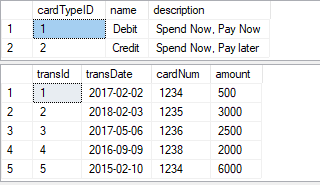 cardTypeID name description
1 1 Debit Spend Now, Pay Now
2 2 Credit Spend Now, Pay later
transId transDate cardNum amount
1 1 2017-02-02 1234 500
2 2 2018-02-03 1235 3000
3 3 2017-05-06 1236 2500
4 4 2016-09-09 1238 2000
5 5 2015-02-10 1234 6000